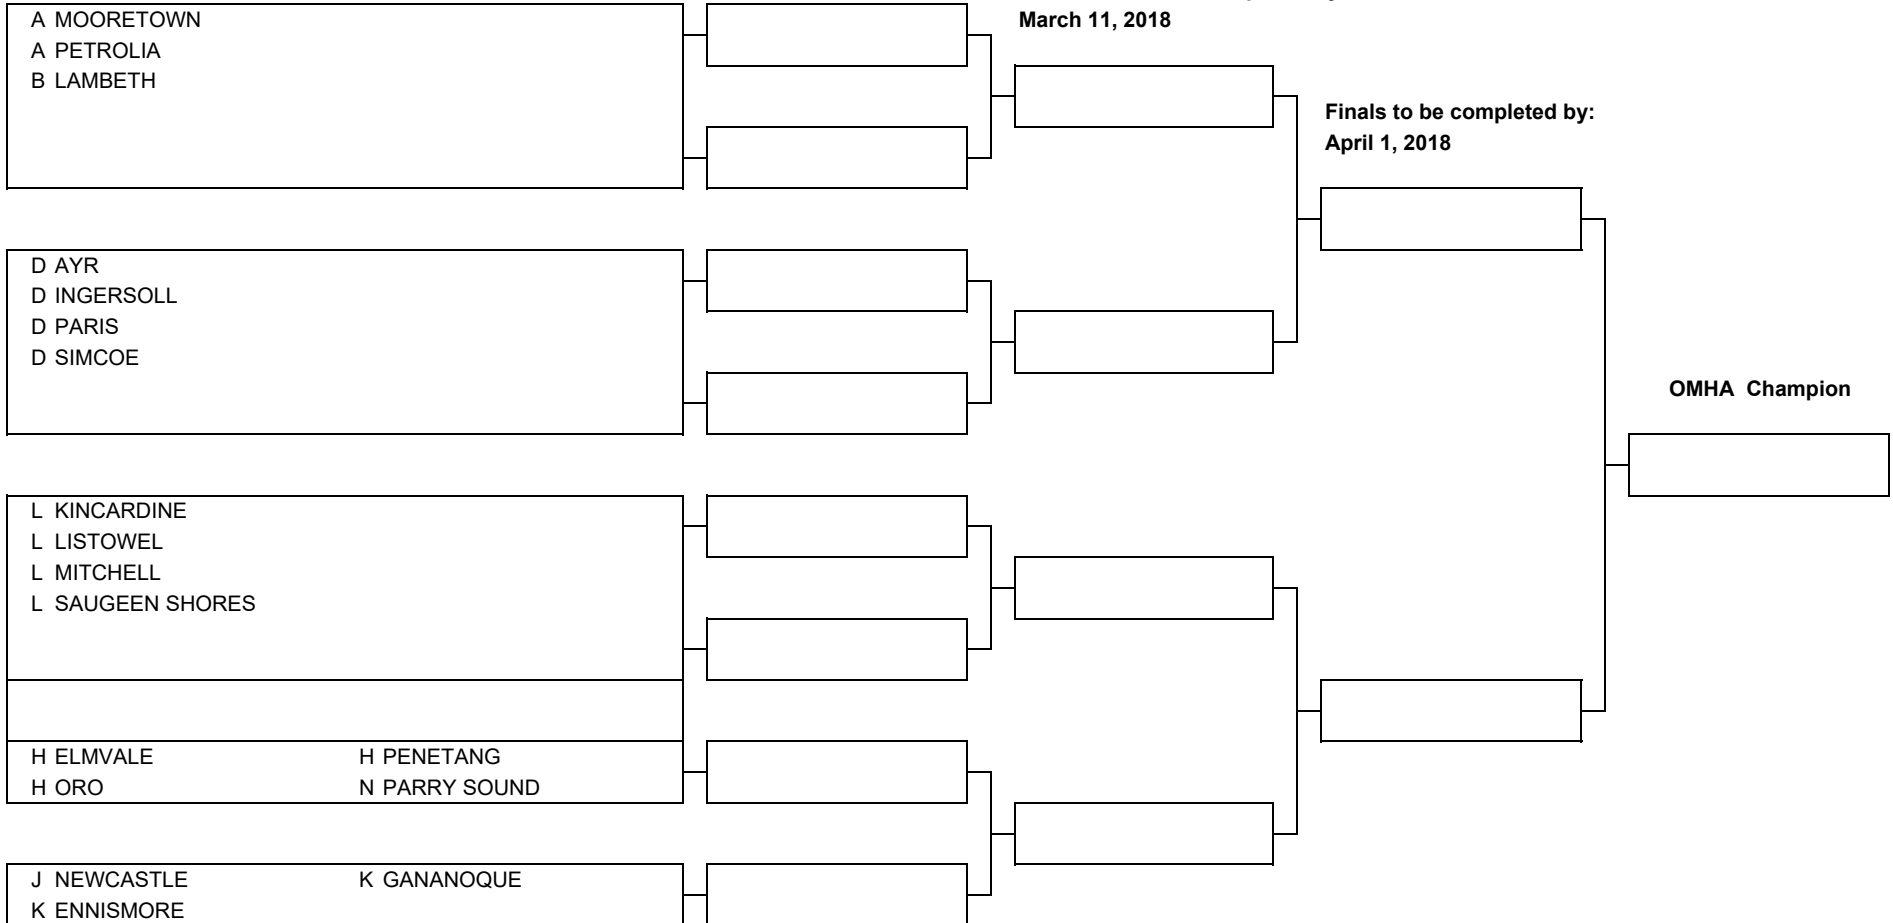 A MOORETOWN
March 11, 2018
A PETROLIA
B LAMBETH
Finals to be completed by:
April 1, 2018
D AYR
D INGERSOLL
D PARIS
D SIMCOE
OMHA Champion
L KINCARDINE
L LISTOWEL
L MITCHELL
L SAUGEEN SHORES
H ELMVALE H PENETANG
H ORO N PARRY SOUND
J NEWCASTLE K GANANOQUE
K ENNISMORE